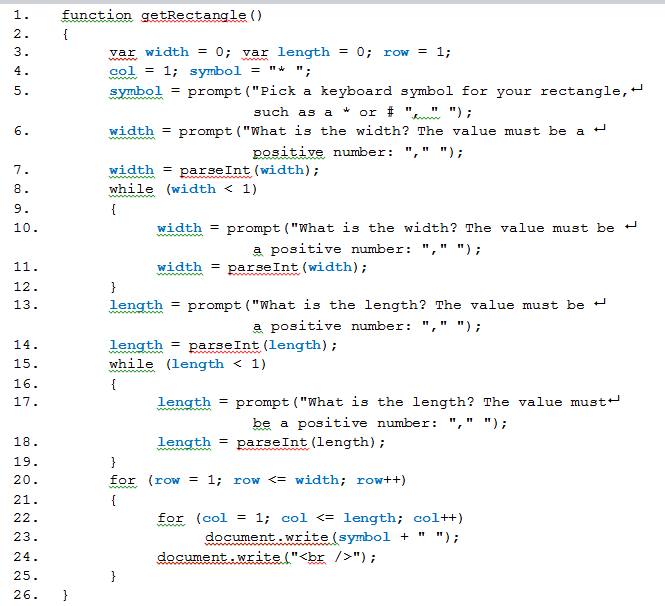 1. function getRectangle()
2. {
3. var width = 0; var length = 0; row = 1;
4. col = 1; symbol = "* ";
5. symbol = prompt("Pick a keyboard symbol for your rectangle,↵
such as a * or # "," ");
6. width = prompt("What is the width? The value must be a ↵
positive number: "," ");
7. width = parseInt(width);
8. while (width < 1)
9. {
10. width = prompt("What is the width? The value must be ↵
a positive number: "," ");
11. width = parseInt(width);
12. }
13. length = prompt("What is the length? The value must be ↵
a positive number: "," ");
14. length = parseInt(length);
15. while (length < 1)
16. {
17. length = prompt("What is the length? The value must↵
be a positive number: "," ");
18. length = parseInt(length);
19. }
20. for (row = 1; row <= width; row++)
21. {
22. for (col = 1; col <= length; col++)
23. document.write(symbol + " ");
24. document.write("<br />");
25. }
26. }